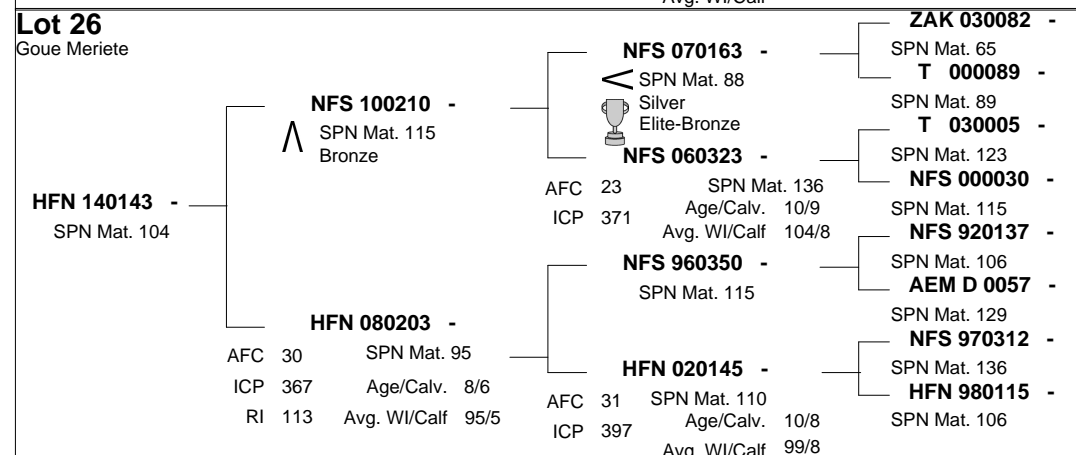 Avg. WI/Calf
Lot 26
Goue Meriete
HFN 140143 -
SPN Mat. 104
NFS 100210 -
SPN Mat. 115
Bronze
HFN 080203 -
AFC 30 SPN Mat. 95
ICP 367 Age/Calv. 8/6
RI 113 Avg. WI/Calf 95/5
NFS 070163 -
SPN Mat. 88
Silver
Elite-Bronze
NFS 060323 -
AFC 23 SPN Mat. 136
ICP 371 Age/Calv. 10/9
Avg. WI/Calf 104/8
NFS 960350 -
SPN Mat. 115
HFN 020145 -
AFC 31 SPN Mat. 110
ICP 397 Age/Calv. 10/8
Avg. WI/Calf 99/8
ZAK 030082 -
SPN Mat. 65
T 000089 -
SPN Mat. 89
T 030005 -
SPN Mat. 123
NFS 000030 -
SPN Mat. 115
NFS 920137 -
SPN Mat. 106
AEM D 0057 -
SPN Mat. 129
NFS 970312 -
SPN Mat. 136
HFN 980115 -
SPN Mat. 106